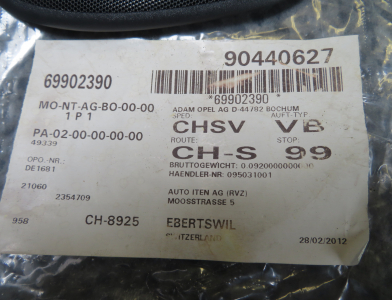 90440627
69902390
*69902390 *
ADAM OPEL AG D-44782 BOCHUM
MO-NT-AG-BO-00-00
SPED. AUFT-TYP
1 P 1
CHSV VB
PA-02-00-00-00-00
ROUTE: STOP:
49339
CH-S 99
OPG.-NR.:
BRUTTOGEWICHT:
DE1681
HAENDLER-NR: 095031001
21060
AUTO ITEN AG (RVZ)
2354709
MOOSSTRASSE 5
958 CH-8925 EBERTSWIL
28/02/2012